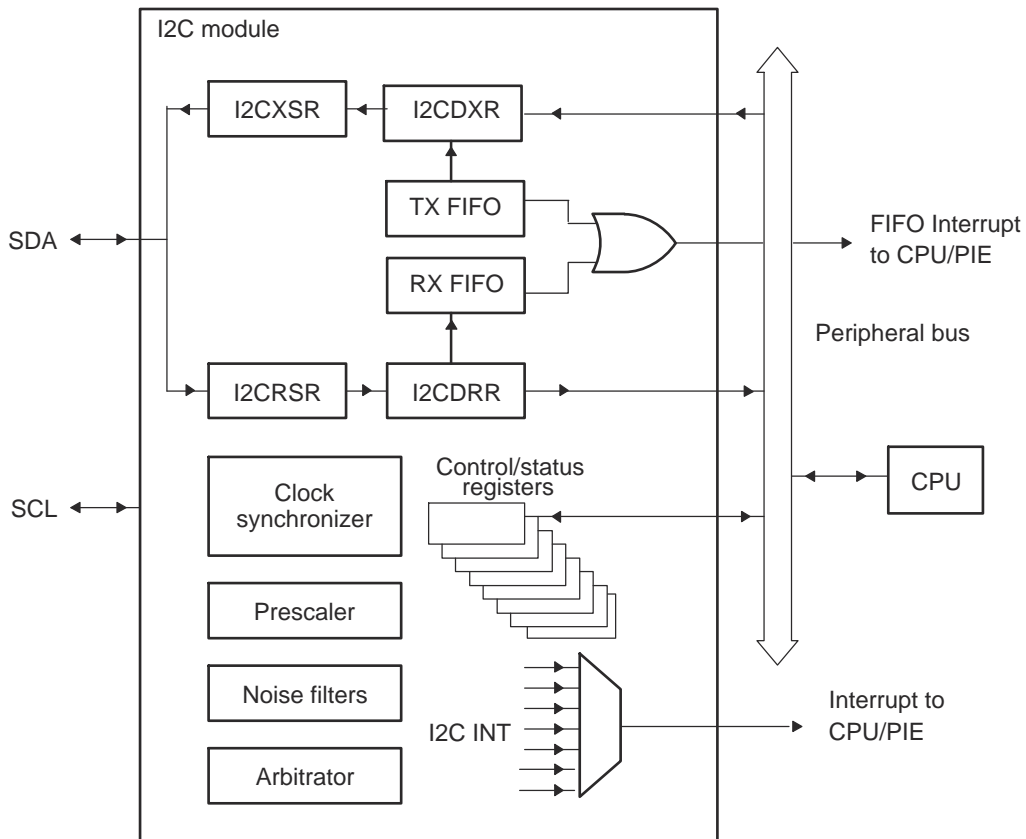 I2C module
I2CXSR
I2CDXR
TX FIFO
SDA
FIFO Interrupt
to CPU/PIE
RX FIFO
Peripheral bus
I2CRSR
I2CDRR
Control/status
registers
Clock
synchronizer
SCL
CPU
Prescaler
Noise filters
I2C INT
Interrupt to
CPU/PIE
Arbitrator